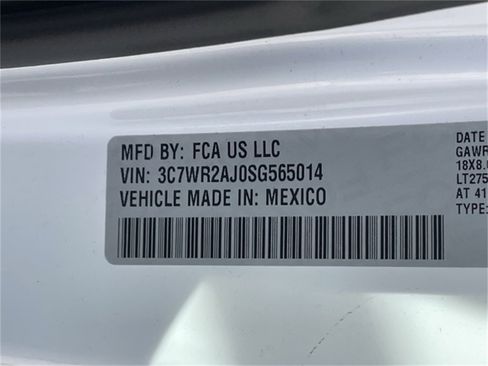 MFD BY: FCA US LLC
VIN: 3C7WR2AJ0SG565014
VEHICLE MADE IN: MEXICO
DATE
GAWR
18X8.
LT275
AT 41
TYPE: